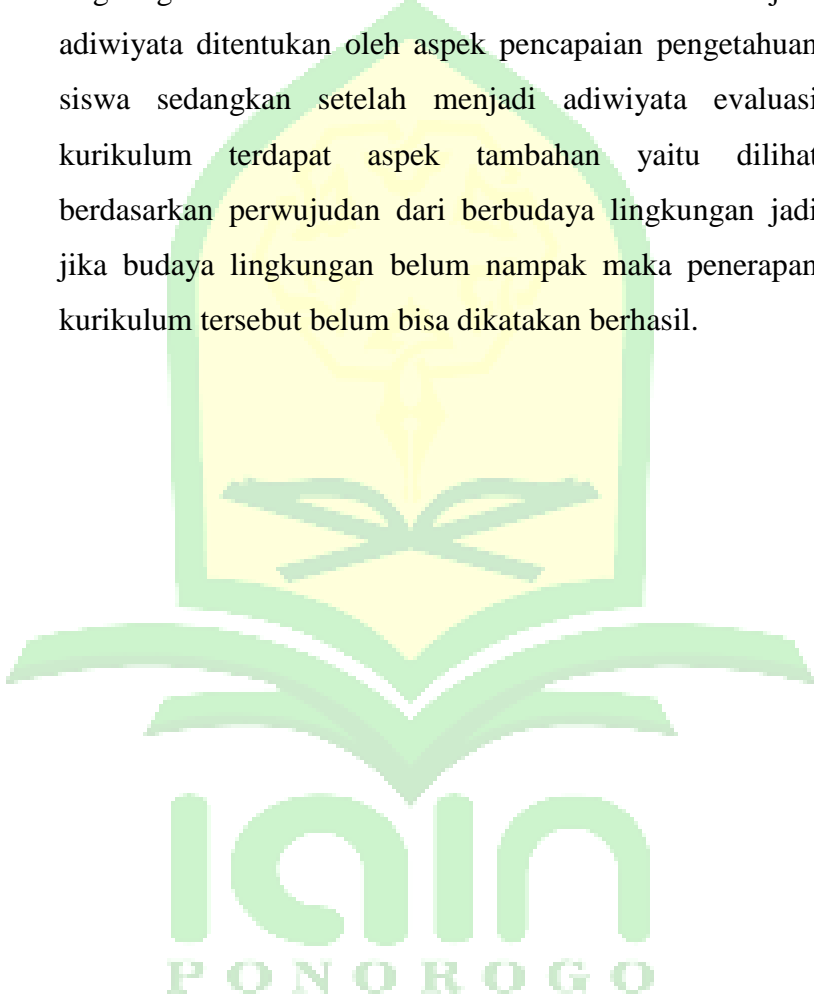 adiwiyata ditentukan oleh aspek pencapaian pengetahuan
siswa sedangkan setelah menjadi adiwiyata evaluasi
kurikulum terdapat aspek tambahan yaitu dilihat
berdasarkan perwujudan dari berbudaya lingkungan jadi
jika budaya lingkungan belum nampak maka penerapan
kurikulum tersebut belum bisa dikatakan berhasil.
iain
PONOROGO